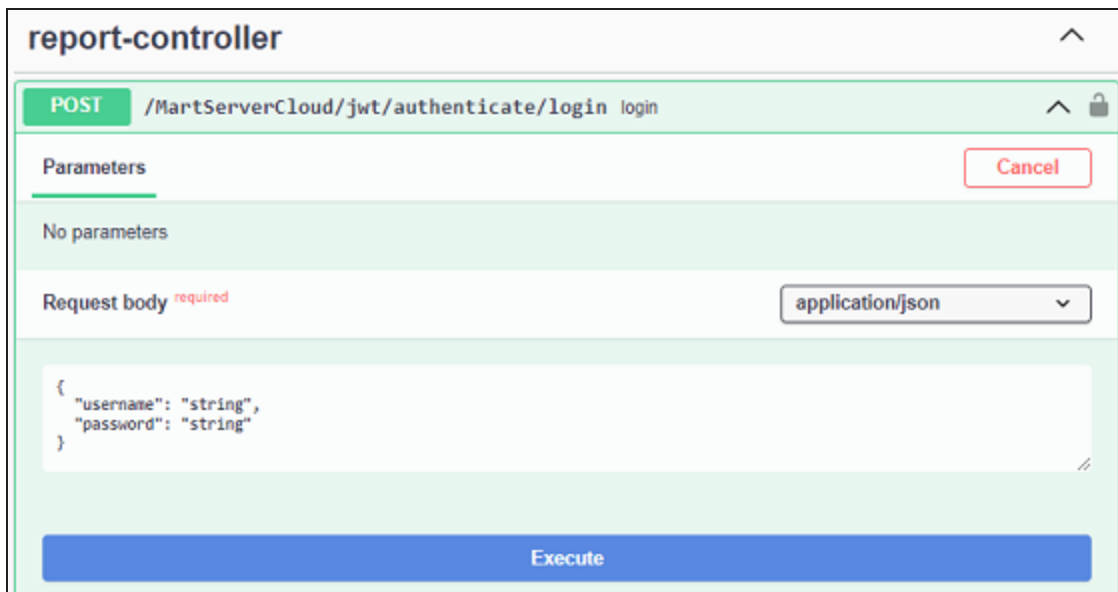 report-controller
POST /MartServerCloud/jwt/authenticate/login login
Parameters Cancel
No parameters
Request body required application/json
{
"username": "string",
"password": "string"
}
Execute